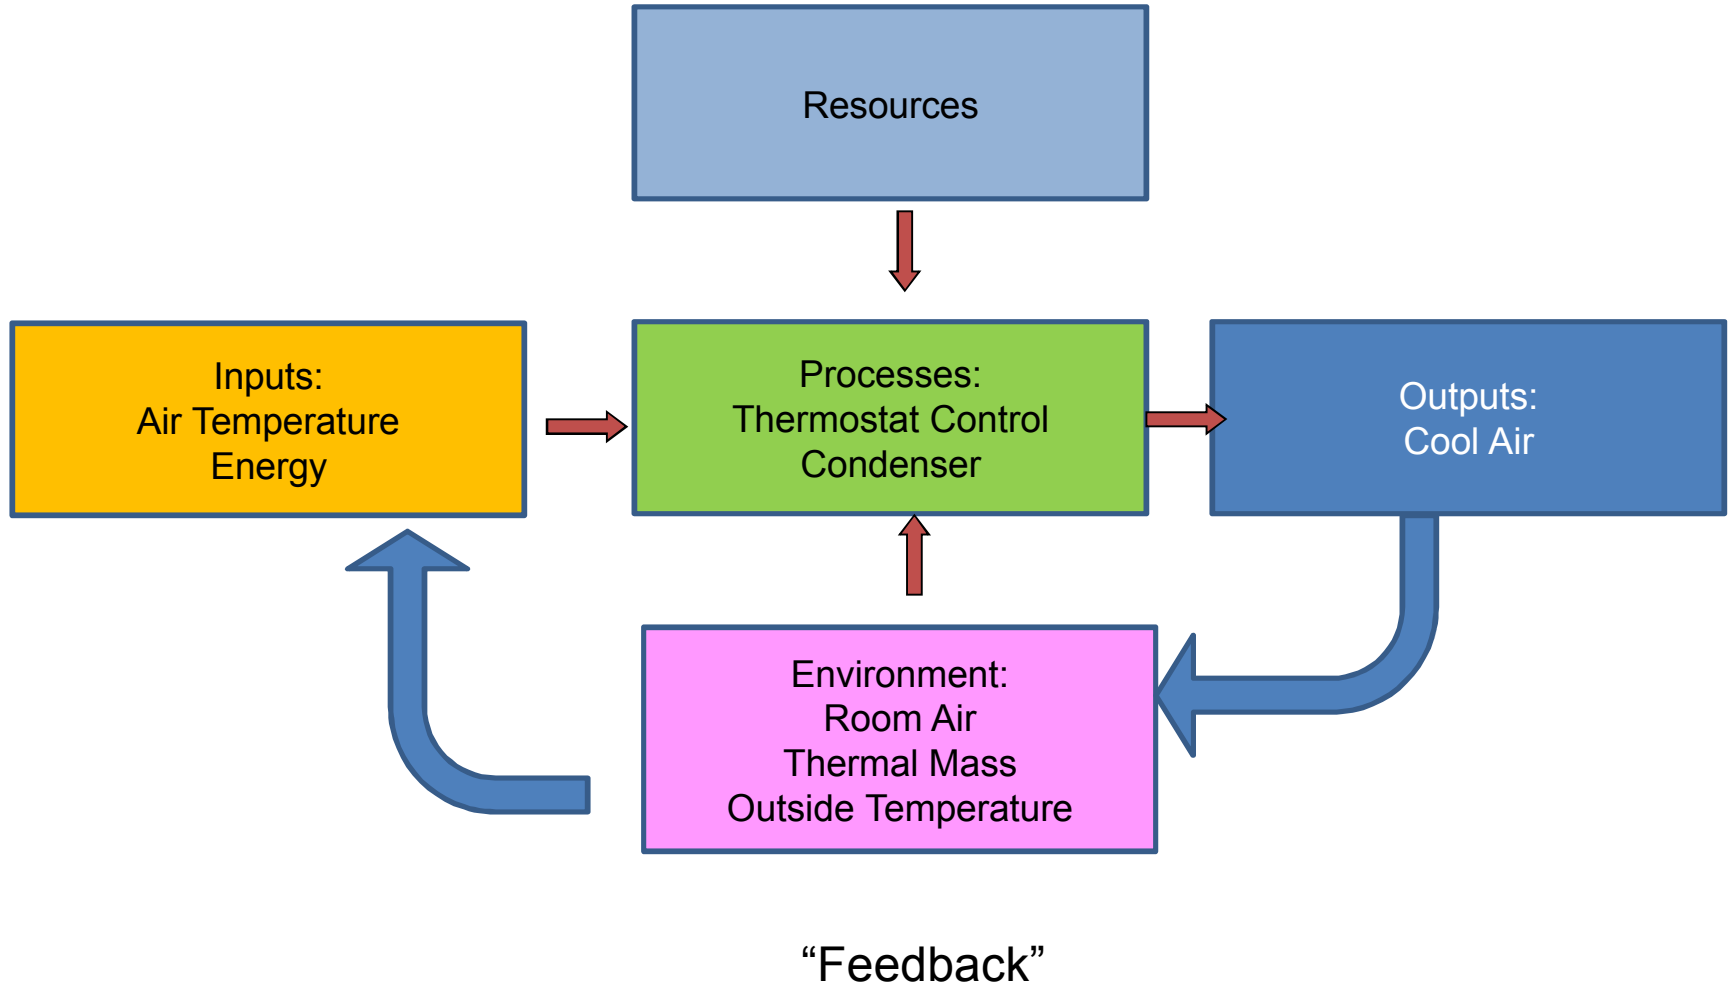 Resources
Inputs:
Air Temperature
Energy
Processes:
Thermostat Control
Condenser
Outputs:
Cool Air
Environment:
Room Air
Thermal Mass
Outside Temperature
“Feedback”